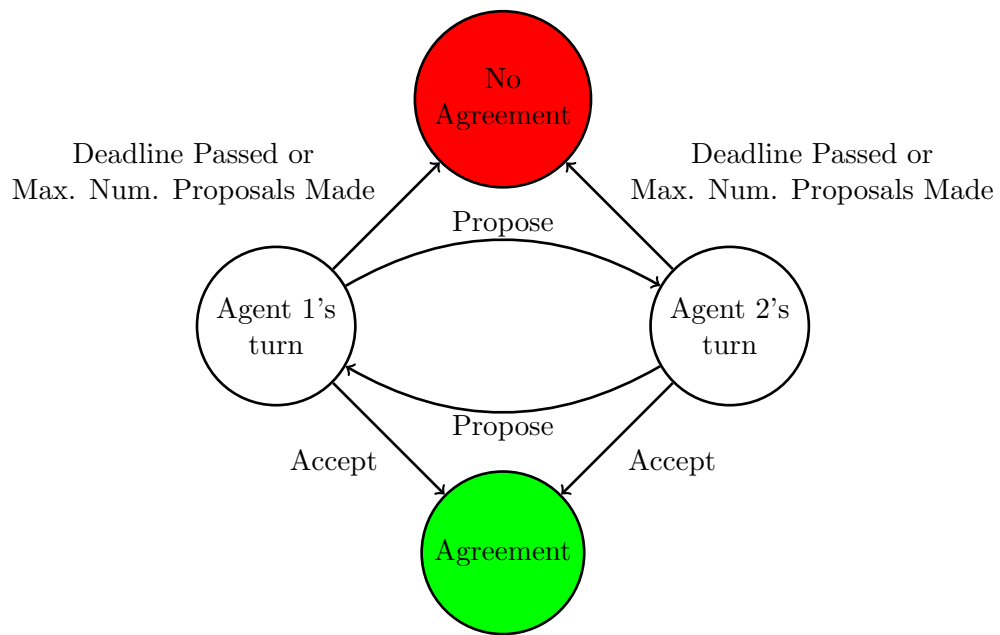 No
Agreement
Deadline Passed or
Max. Num. Proposals Made
Deadline Passed or
Max. Num. Proposals Made
Propose
Agent 1's
turn
Agent 2's
turn
Propose
Accept
Accept
Agreement